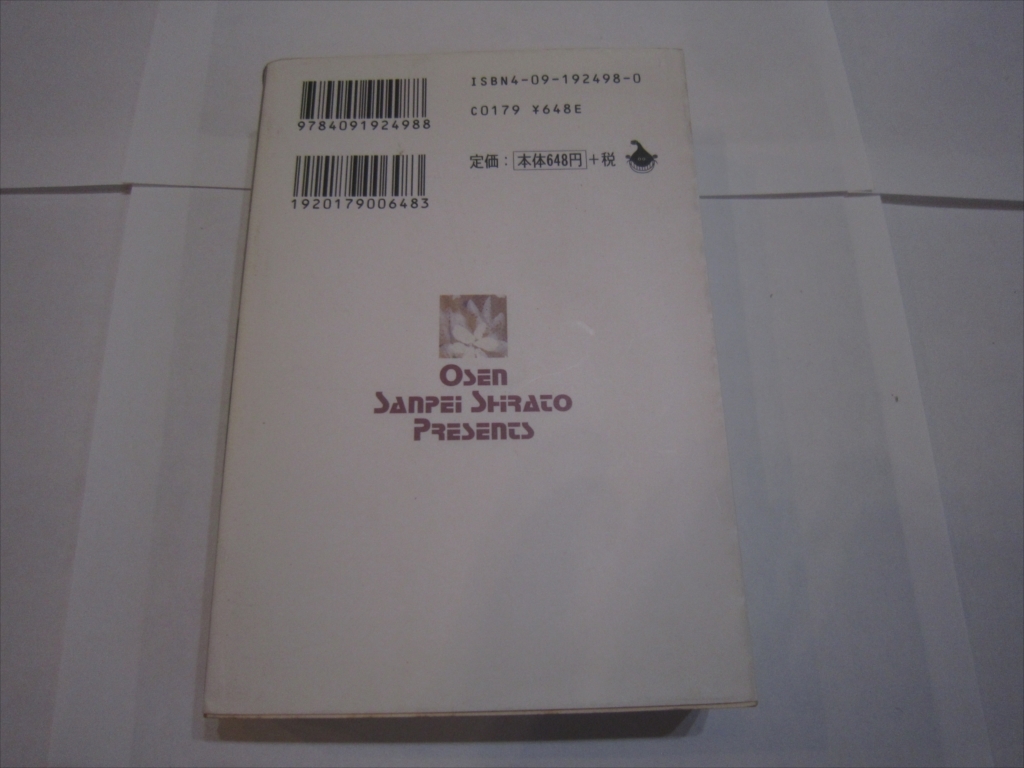 ISBN4-09-192498-0
9784091924988
C0179 ¥648E
定価：本体648円＋税
1920179006483
OSEN
SANPEI SHIRATO
PRESENTS